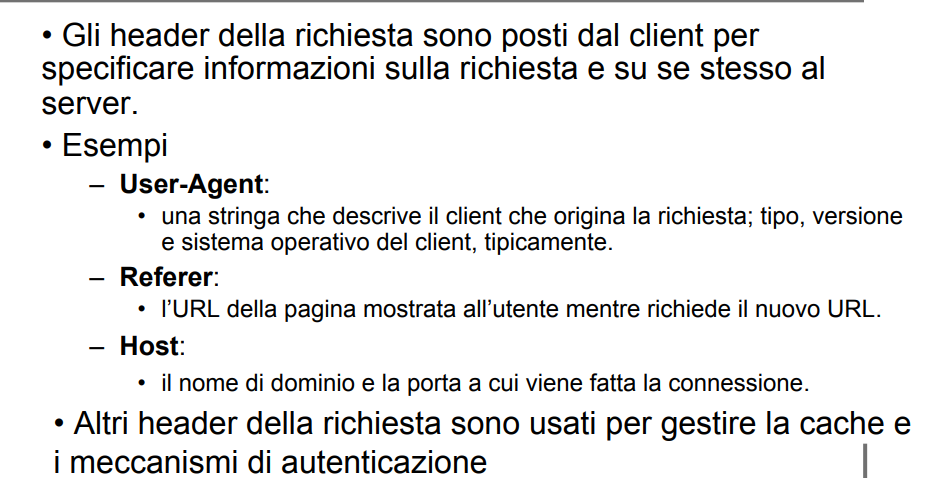 • Gli header della richiesta sono posti dal client per
specificare informazioni sulla richiesta e su se stesso al
server.
• Esempi
– User-Agent:
• una stringa che descrive il client che origina la richiesta; tipo, versione
e sistema operativo del client, tipicamente.
– Referer:
• l’URL della pagina mostrata all’utente mentre richiede il nuovo URL.
– Host:
• il nome di dominio e la porta a cui viene fatta la connessione.
• Altri header della richiesta sono usati per gestire la cache e
i meccanismi di autenticazione